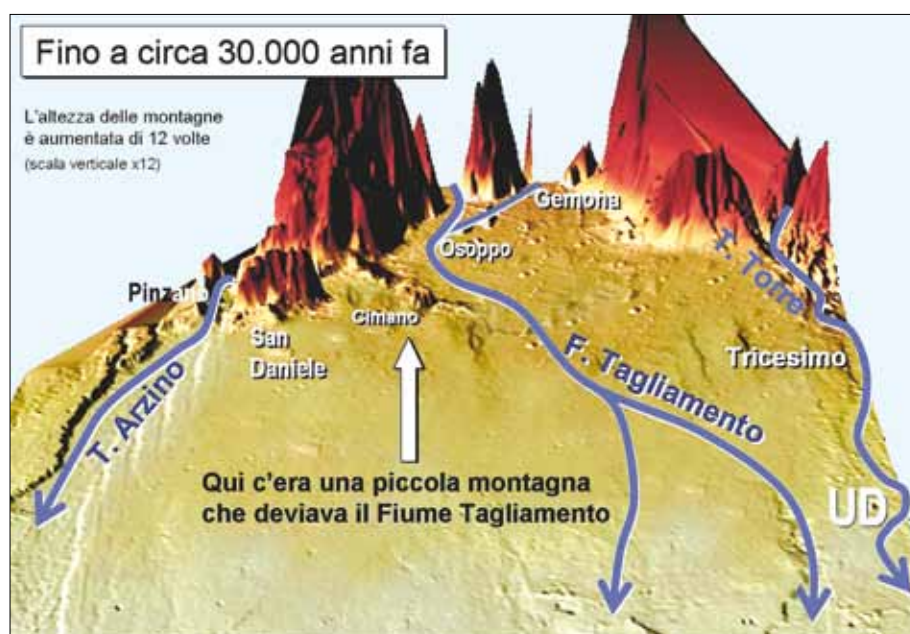 Fino a circa 30.000 anni fa
L'altezza delle montagne
è aumentata di 12 volte
(scala verticale x12)
Gemona
Osoppo
T. Torre
Pinzano
Cimano
San
Daniele
Tricesimo
T. Arzino
F. Tagliamento
Qui c'era una piccola montagna
che deviava il Fiume Tagliamento
UD